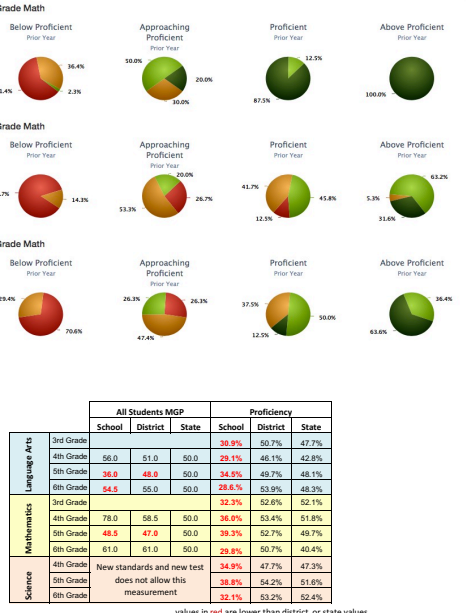 Grade Math
Below Proficient Approaching Proficient Proficient Above Proficient
Prior Year Prior Year Prior Year Prior Year
36.4% 50.0% 12.5%
1.4% 2.3% 20.0% 30.0% 87.5% 100.0%
Grade Math
Below Proficient Approaching Proficient Proficient Above Proficient
Prior Year Prior Year Prior Year Prior Year
20.0% 41.7% 63.2%
.7% 14.3% 53.3% 26.7% 12.5% 45.8% 5.3% 31.6%
Grade Math
Below Proficient Approaching Proficient Proficient Above Proficient
Prior Year Prior Year Prior Year Prior Year
29.4% 26.3% 26.3% 37.5% 36.4%
70.6% 47.4% 12.5% 50.0% 63.6%
All Students MGP Proficiency
School District State School District State
Language Arts
3rd Grade 30.9% 50.7% 47.7%
4th Grade 56.0 51.0 50.0 29.1% 46.1% 42.8%
5th Grade 36.0 48.0 50.0 34.5% 49.7% 48.1%
6th Grade 54.5 55.0 50.0 28.6.% 53.9% 48.3%
Mathematics
3rd Grade 32.3% 52.6% 52.1%
4th Grade 78.0 58.5 50.0 36.0% 53.4% 51.8%
5th Grade 48.5 47.0 50.0 39.3% 52.7% 49.7%
6th Grade 61.0 61.0 50.0 29.8% 50.7% 40.4%
Science
4th Grade New standards and new test 34.9% 47.7% 47.3%
5th Grade does not allow this 38.8% 54.2% 51.6%
6th Grade measurement 32.1% 53.2% 52.4%
values in red are lower than district or state values